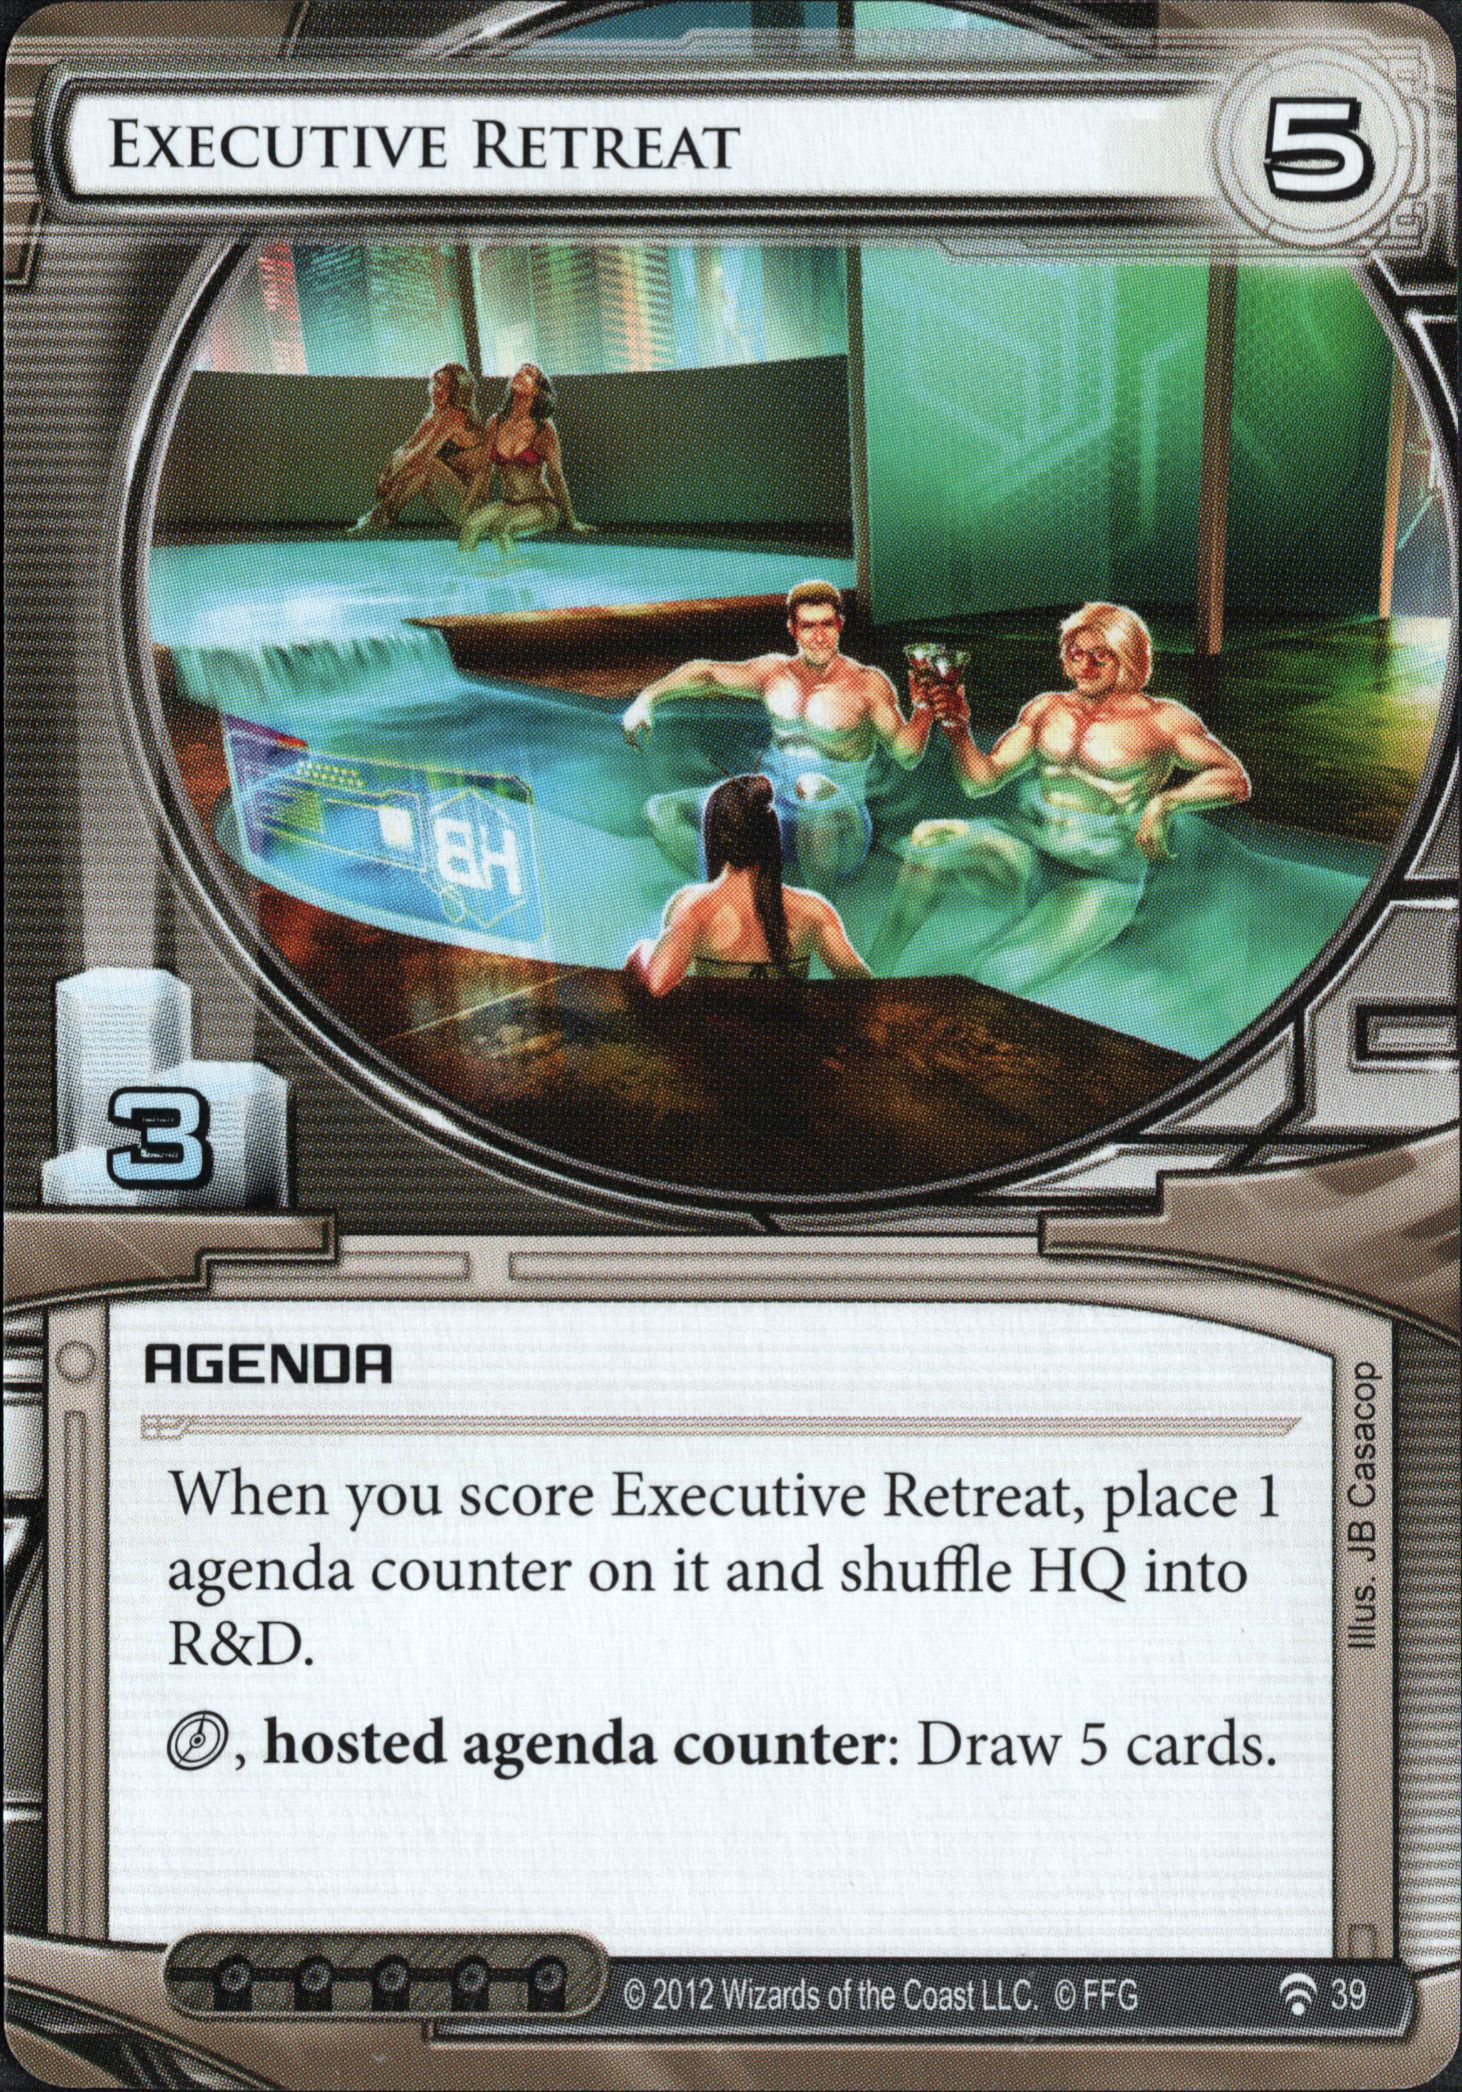 EXECUTIVE RETREAT
5
HB
3
AGENDA
When you score Executive Retreat, place 1
agenda counter on it and shuffle HQ into
R&D.
, hosted agenda counter: Draw 5 cards.
Illus. JB Casacop
© 2012 Wizards of the Coast LLC. © FFG
39